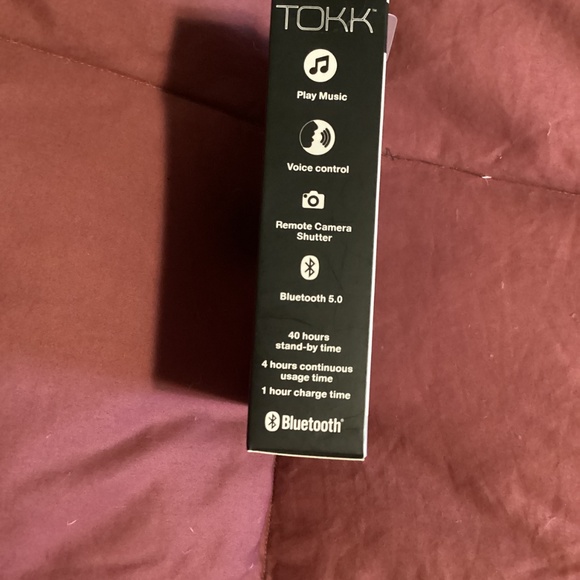 TOKK™
Play Music
Voice control
Remote Camera
Shutter
Bluetooth 5.0
40 hours
stand-by time
4 hours continuous
usage time
1 hour charge time
Bluetooth®